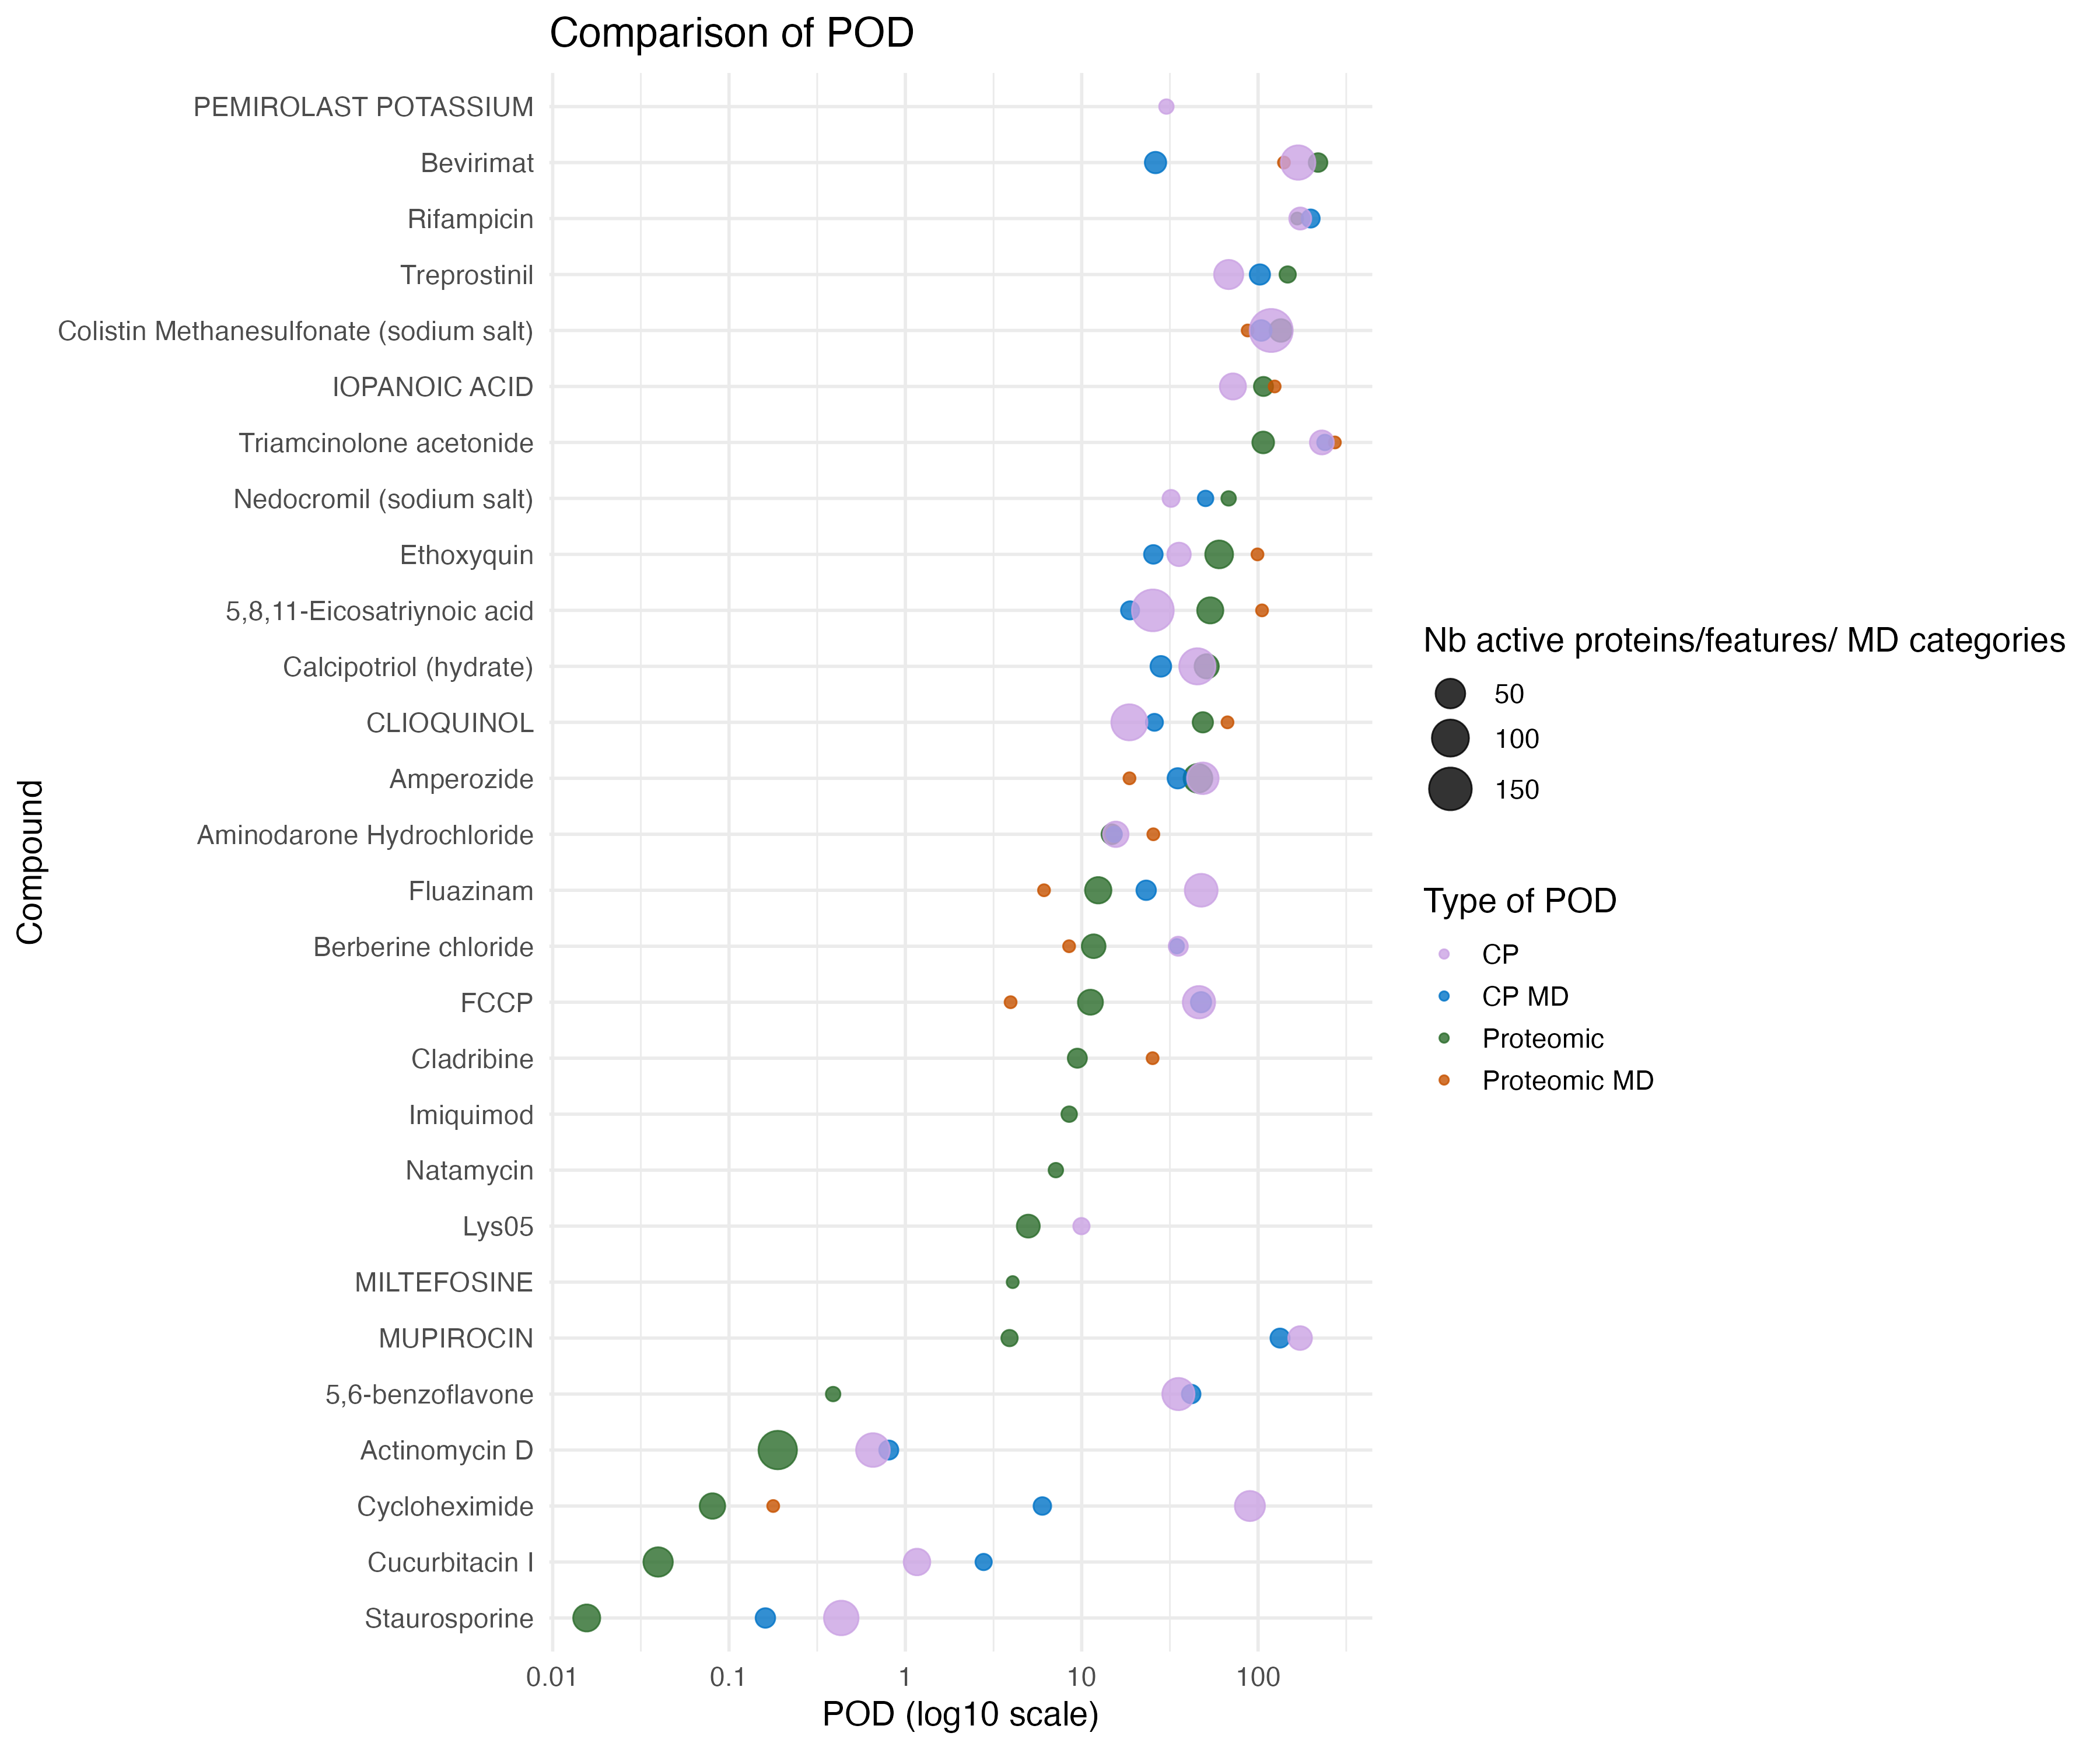 Comparison of POD
PEMIROLAST POTASSIUM
Bevirimat
Rifampicin
Treprostinil
Colistin Methanesulfonate (sodium salt)
IOPANOIC ACID
Triamcinolone acetonide
Nedocromil (sodium salt)
Ethoxyquin
5,8,11-Eicosatriynoic acid
Calcipotriol (hydrate)
CLIOQUINOL
Amperozide
Aminodarone Hydrochloride
Fluazinam
Berberine chloride
FCCP
Cladribine
Imiquimod
Natamycin
Lys05
MILTEFOSINE
MUPIROCIN
5,6-benzoflavone
Actinomycin D
Cycloheximide
Cucurbitacin I
Staurosporine
Compound
0.01 0.1 1 10 100
POD (log10 scale)
Nb active proteins/features/ MD categories
50
100
150
Type of POD
CP
CP MD
Proteomic
Proteomic MD